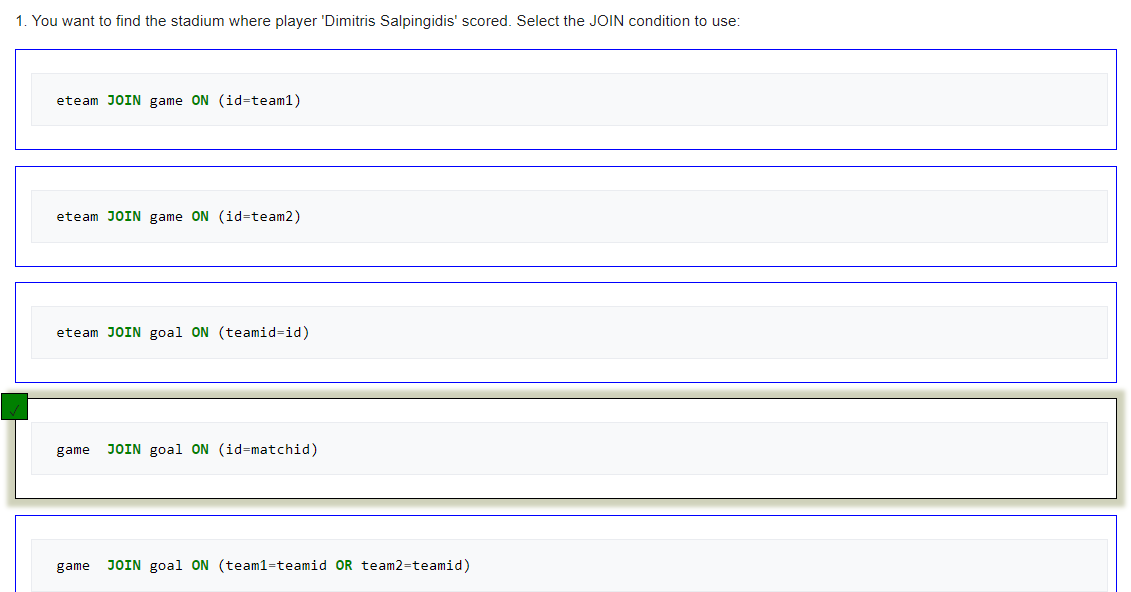 1. You want to find the stadium where player 'Dimitris Salpingidis' scored. Select the JOIN condition to use:
eteam JOIN game ON (id=team1)
eteam JOIN game ON (id=team2)
eteam JOIN goal ON (teamid=id)
✓
game  JOIN goal ON (id=matchid)
game  JOIN goal ON (team1=teamid OR team2=teamid)